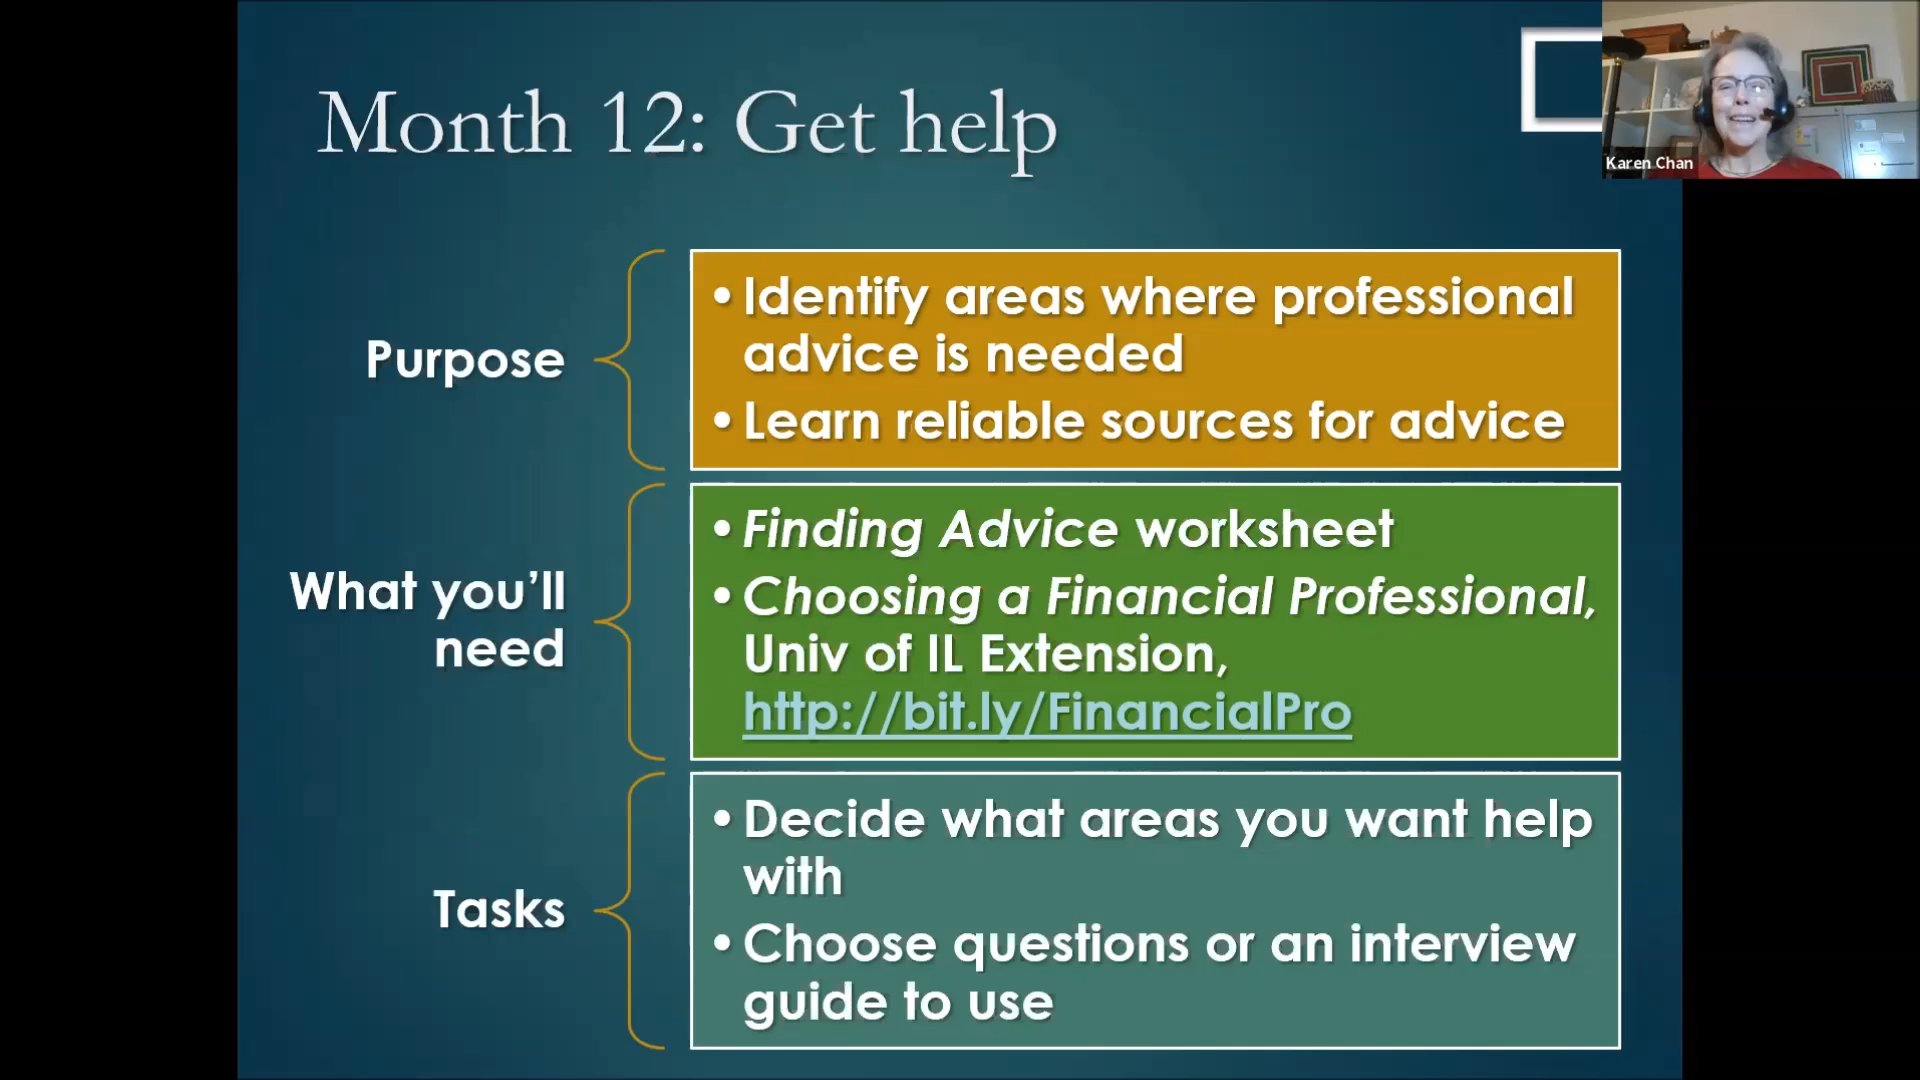 Month 12: Get help
Karen Chan
Purpose
• Identify areas where professional
advice is needed
• Learn reliable sources for advice
What you’ll
need
• Finding Advice worksheet
• Choosing a Financial Professional,
Univ of IL Extension,
http://bit.ly/FinancialPro
Tasks
• Decide what areas you want help
with
• Choose questions or an interview
guide to use